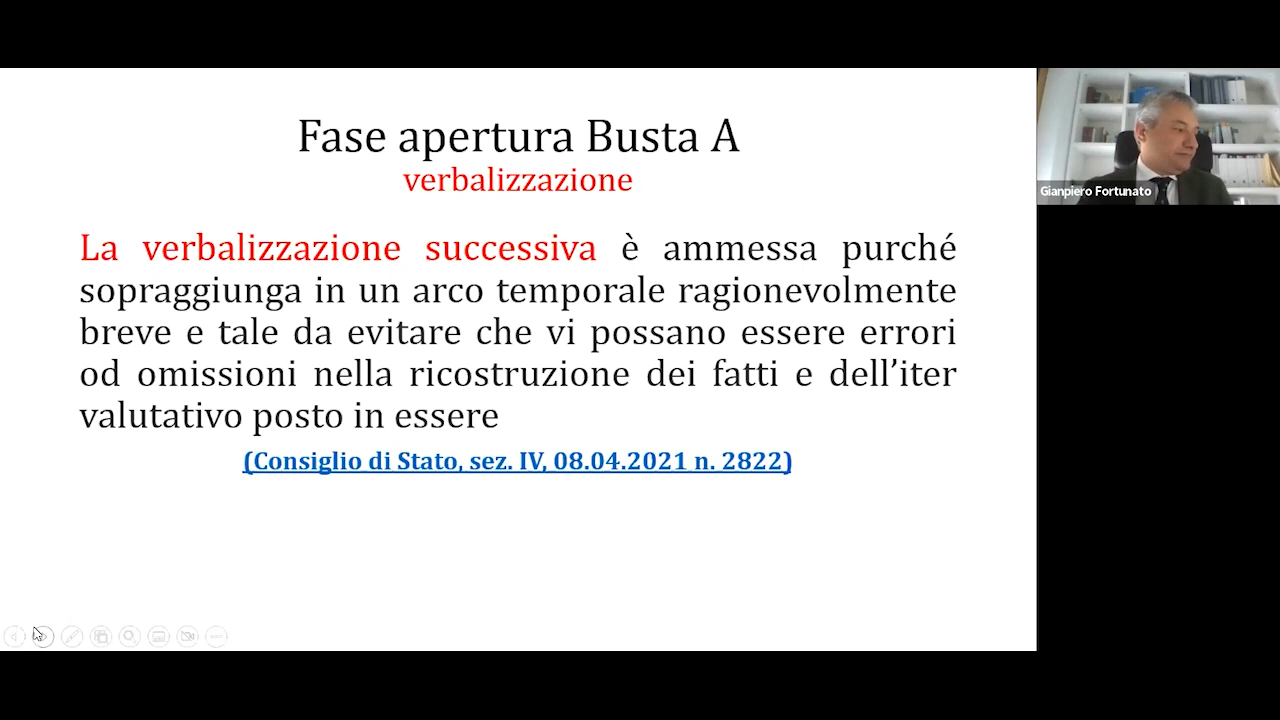 Fase apertura Busta A
verbalizzazione
La verbalizzazione successiva è ammessa purché
sopraggiunga in un arco temporale ragionevolmente
breve e tale da evitare che vi possano essere errori
od omissioni nella ricostruzione dei fatti e dell’iter
valutativo posto in essere
(Consiglio di Stato, sez. IV, 08.04.2021 n. 2822)
Gianpiero Fortunato